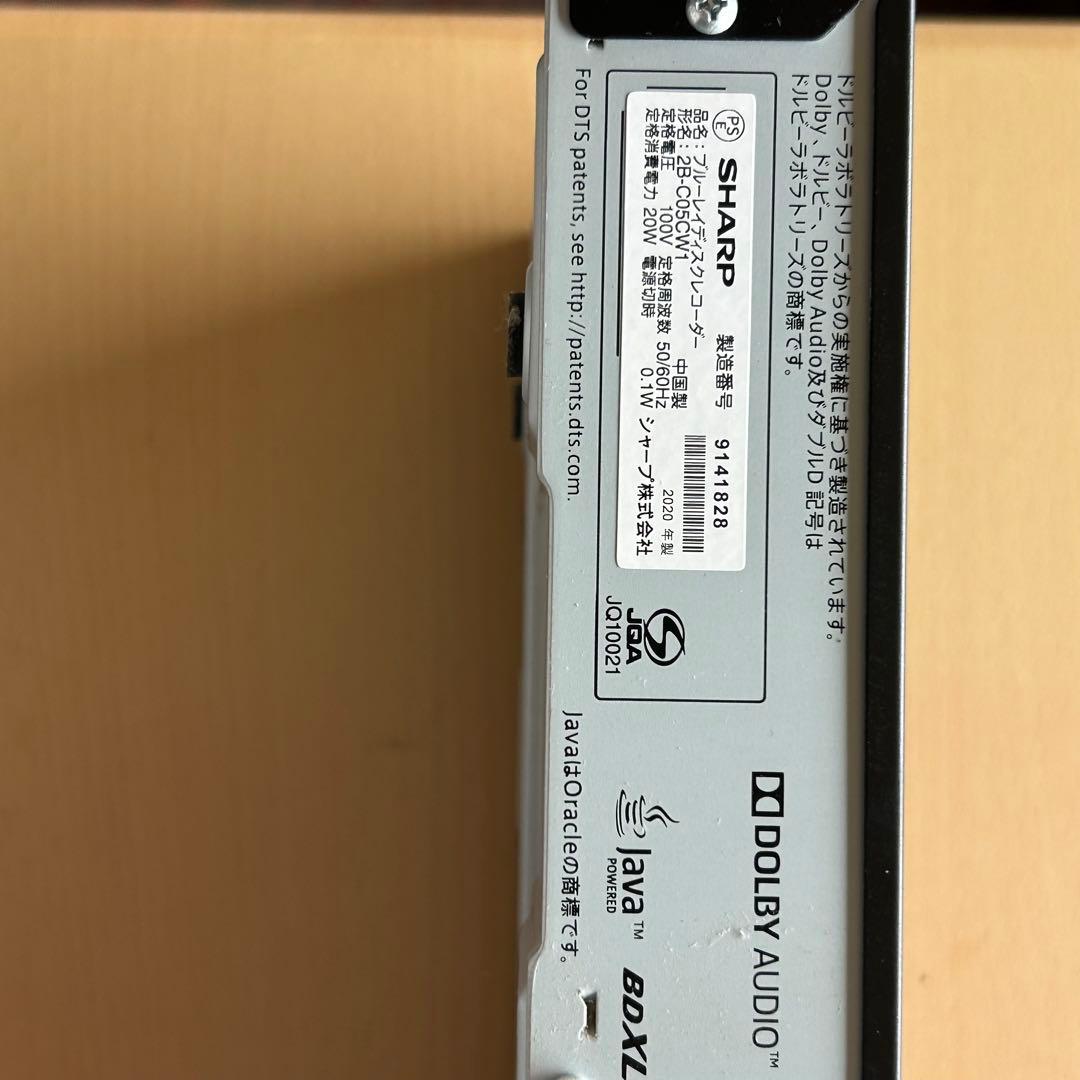 ドルビーラボラトリーズからの実施権に基づき製造されています。
Dolby、ドルビー、Dolby Audio及びダブルD 記号は
ドルビーラボラトリーズの商標です。
PS
E
SHARP 製造番号 9141828
品名：ブルーレイディスクレコーダー 中国製
形名：2B-C05CW1
2020 年製
定格電圧 100V 定格周波数 50/60Hz
定格消費電力 20W 電源切時 0.1W シャープ株式会社
JQA
JQ10021
For DTS patents, see http://patents.dts.com.
DOLBY AUDIO™
Java™
POWERED
BDXL
JavaはOracleの商標です。